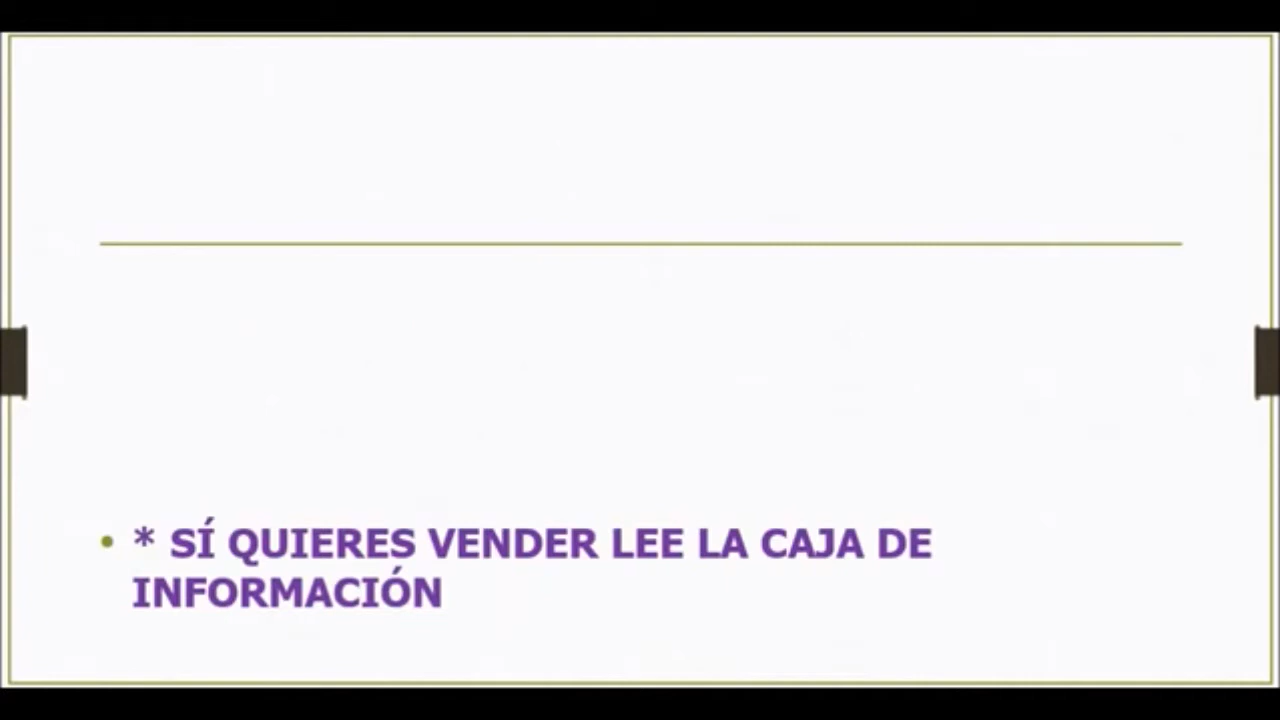 • * SÍ QUIERES VENDER LEE LA CAJA DE
INFORMACIÓN